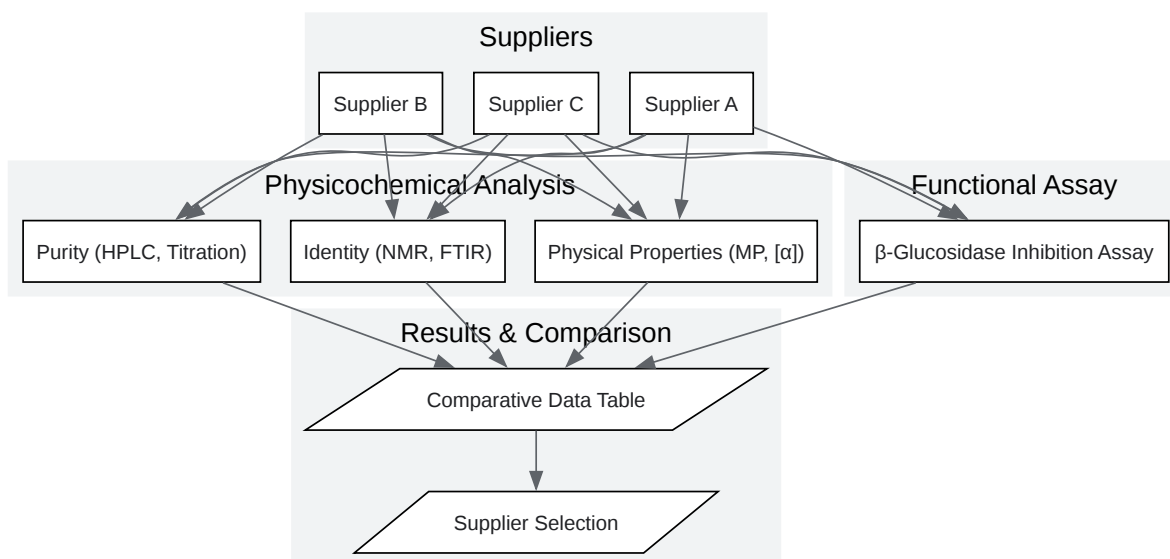 Suppliers
Supplier B
Supplier C
Supplier A
Physicochemical Analysis
Functional Assay
Purity (HPLC, Titration)
Identity (NMR, FTIR)
Physical Properties (MP, [α])
β-Glucosidase Inhibition Assay
Results & Comparison
Comparative Data Table
Supplier Selection